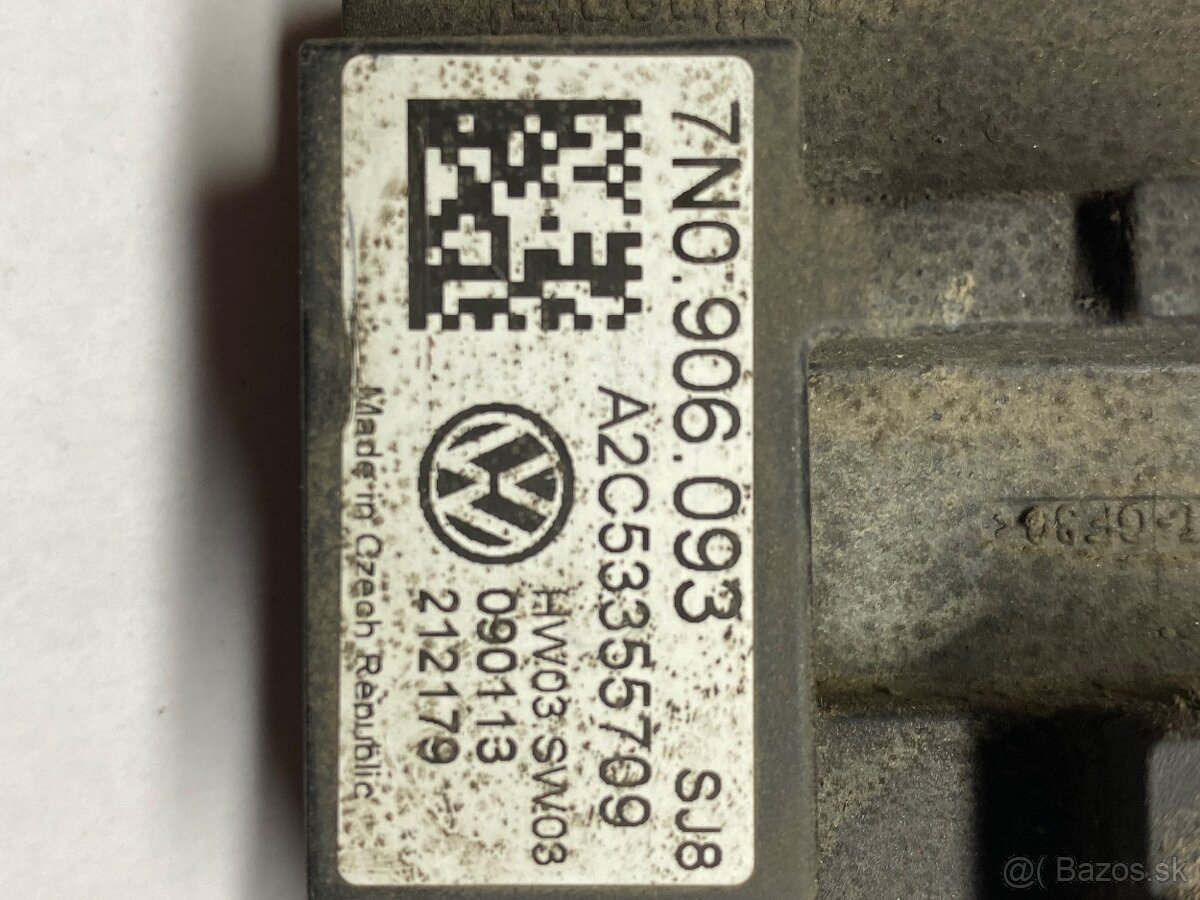 7N0.906.093 SJ8
A2C53355709
HW03 SW03
090113
212179
Made in Czech Republic
@( Bazos.sk